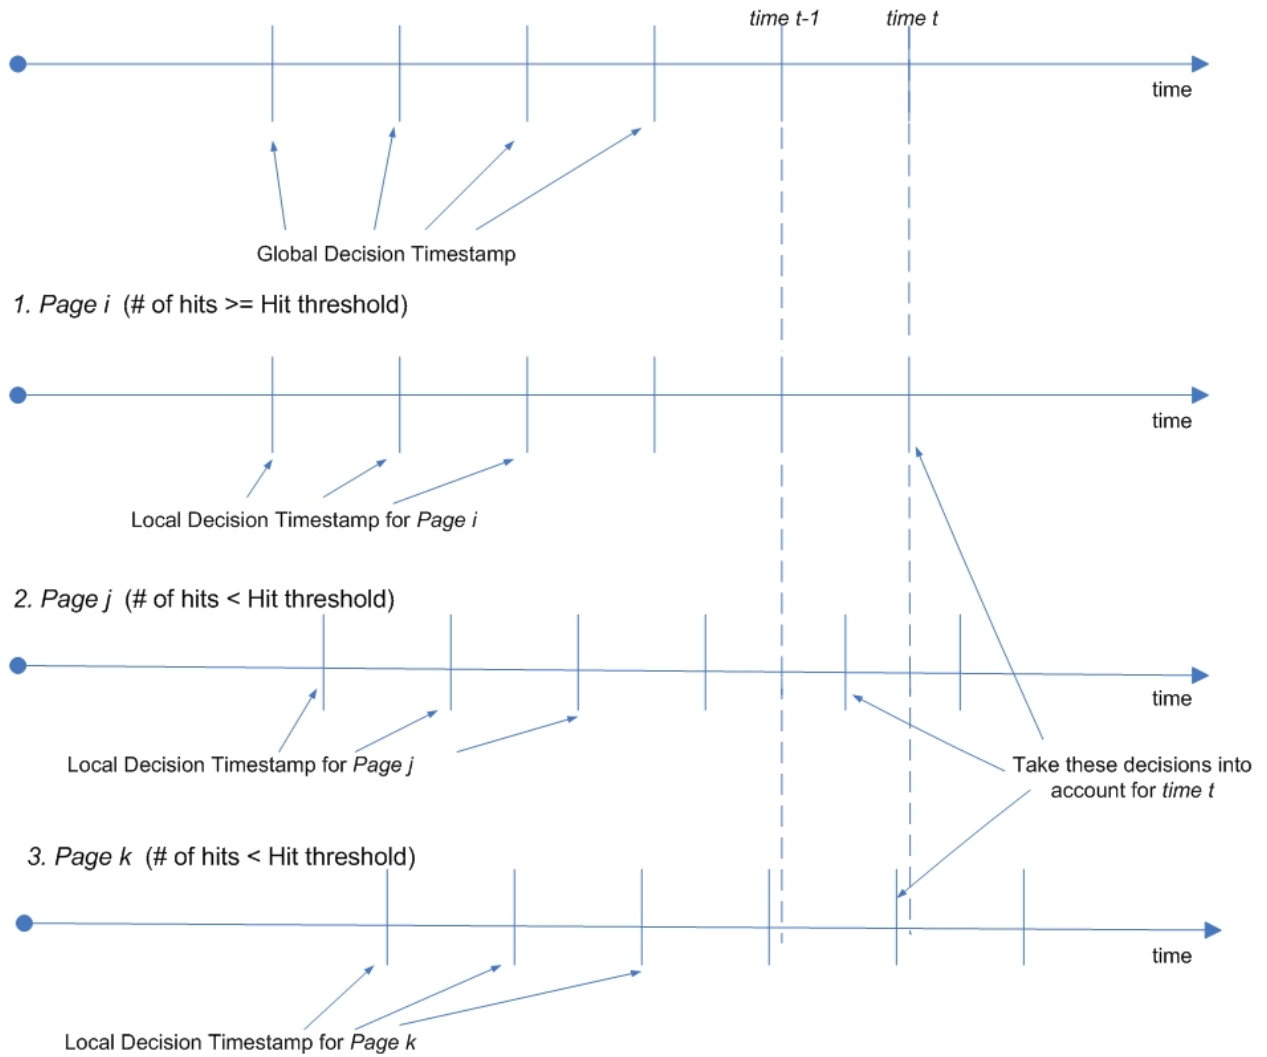 time t-1
time t
time
Global Decision Timestamp
1. Page i (# of hits >= Hit threshold)
time
Local Decision Timestamp for Page i
2. Page j (# of hits < Hit threshold)
time
Local Decision Timestamp for Page j
Take these decisions into
account for time t
3. Page k (# of hits < Hit threshold)
time
Local Decision Timestamp for Page k